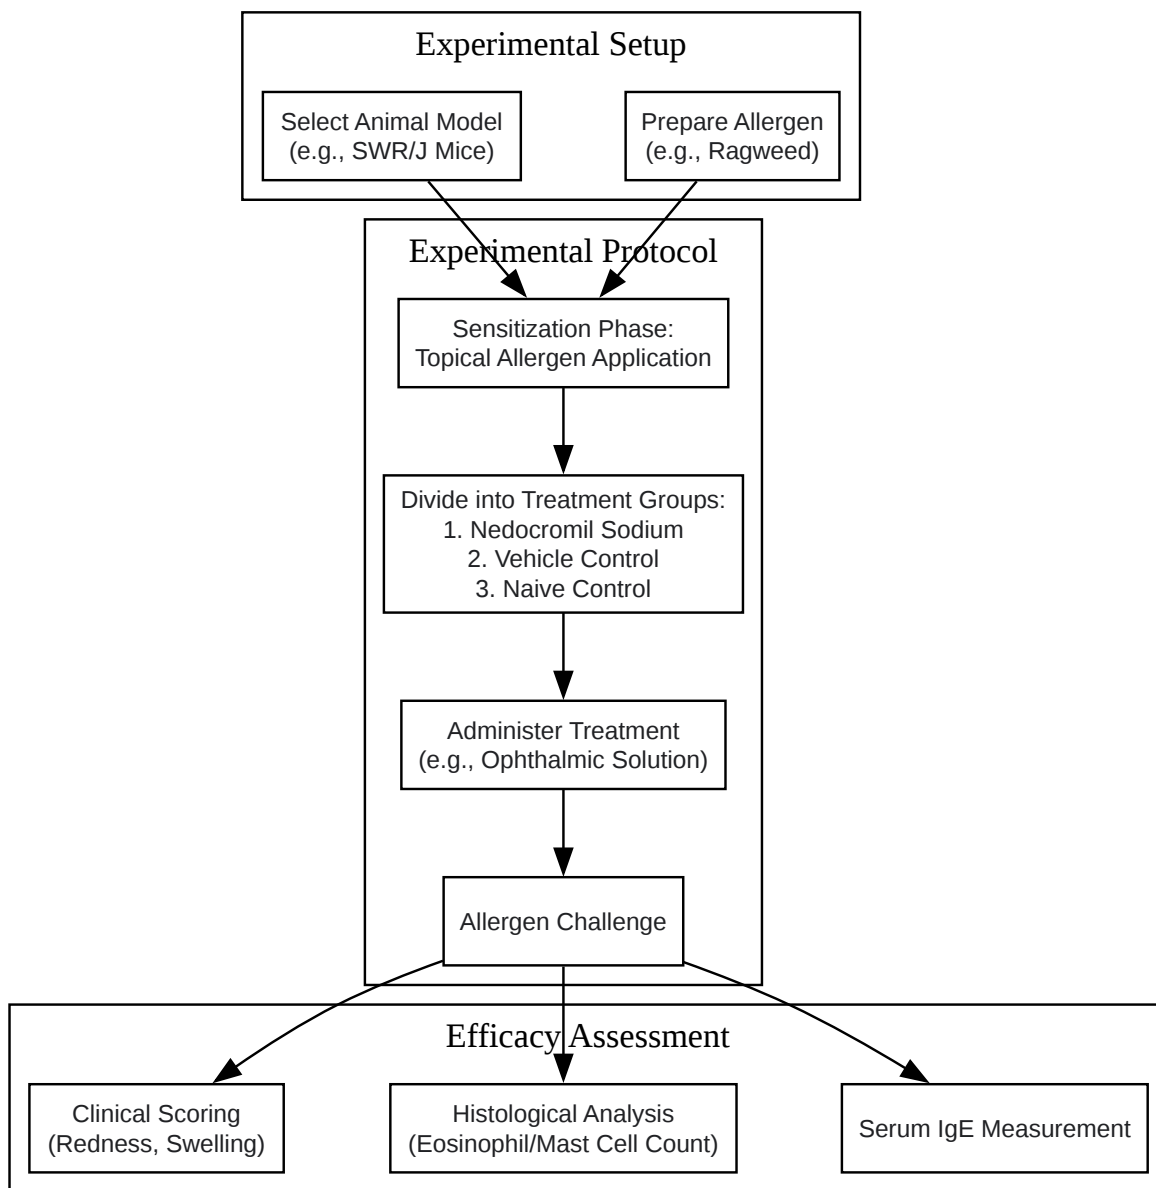 Experimental Setup
Select Animal Model
(e.g., SWR/J Mice)
Prepare Allergen
(e.g., Ragweed)
Experimental Protocol
Sensitization Phase:
Topical Allergen Application
Divide into Treatment Groups:
1. Nedocromil Sodium
2. Vehicle Control
3. Naive Control
Administer Treatment
(e.g., Ophthalmic Solution)
Allergen Challenge
Efficacy Assessment
Clinical Scoring
(Redness, Swelling)
Histological Analysis
(Eosinophil/Mast Cell Count)
Serum IgE Measurement